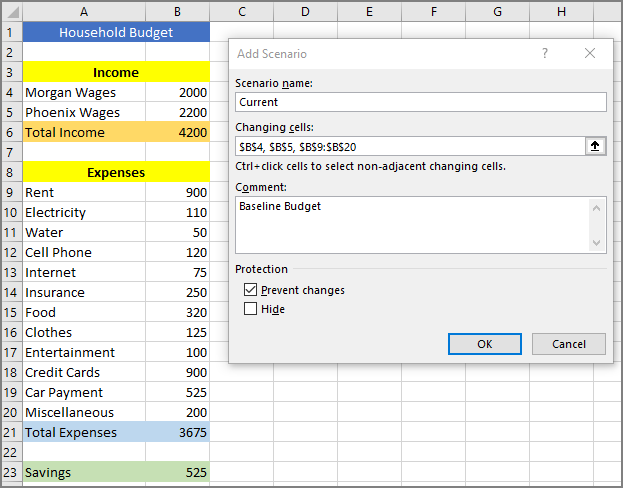 A B C D E F G H
1 Household Budget
2
3 Income
4 Morgan Wages 2000
5 Phoenix Wages 2200
6 Total Income 4200
7
8 Expenses
9 Rent 900
10 Electricity 110
11 Water 50
12 Cell Phone 120
13 Internet 75
14 Insurance 250
15 Food 320
16 Clothes 125
17 Entertainment 100
18 Credit Cards 900
19 Car Payment 525
20 Miscellaneous 200
21 Total Expenses 3675
22
23 Savings 525
Add Scenario ?
Scenario name:
Current
Changing cells:
$B$4, $B$5, $B$9:$B$20
Ctrl+click cells to select non-adjacent changing cells.
Comment:
Baseline Budget
Protection
Prevent changes
Hide
OK Cancel